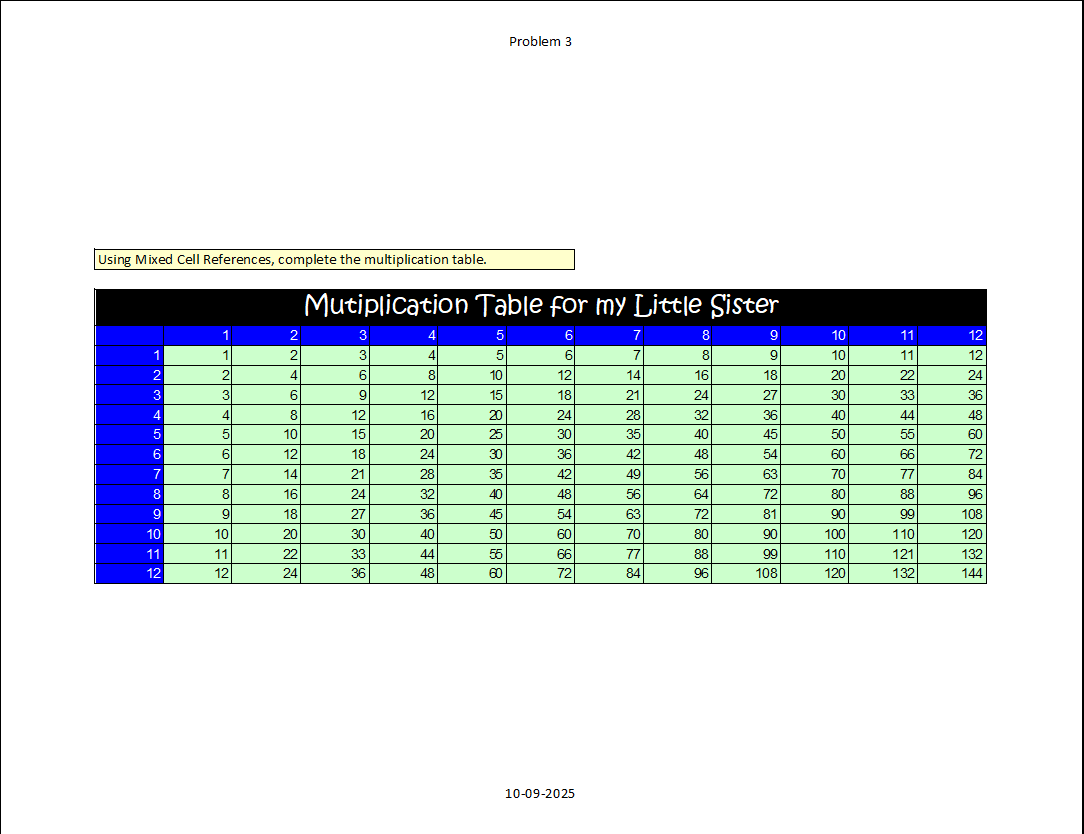 Problem 3
Using Mixed Cell References, complete the multiplication table.
Mutiplication Table for my Little Sister
1 2 3 4 5 6 7 8 9 10 11 12
1 1 2 3 4 5 6 7 8 9 10 11 12
2 2 4 6 8 10 12 14 16 18 20 22 24
3 3 6 9 12 15 18 21 24 27 30 33 36
4 4 8 12 16 20 24 28 32 36 40 44 48
5 5 10 15 20 25 30 35 40 45 50 55 60
6 6 12 18 24 30 36 42 48 54 60 66 72
7 7 14 21 28 35 42 49 56 63 70 77 84
8 8 16 24 32 40 48 56 64 72 80 88 96
9 9 18 27 36 45 54 63 72 81 90 99 108
10 10 20 30 40 50 60 70 80 90 100 110 120
11 11 22 33 44 55 66 77 88 99 110 121 132
12 12 24 36 48 60 72 84 96 108 120 132 144
10-09-2025